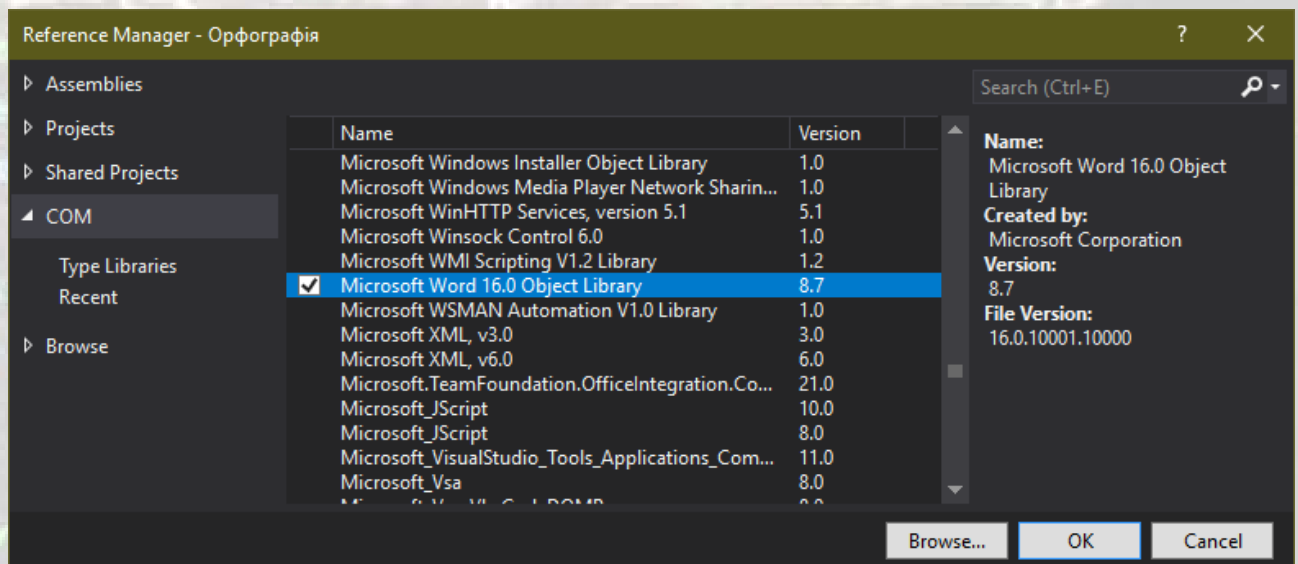 Reference Manager - Орфографія
?
Assemblies
Projects
Shared Projects
COM
Type Libraries
Recent
Browse
Name Version
Microsoft Windows Installer Object Library 1.0
Microsoft Windows Media Player Network Sharin... 1.0
Microsoft WinHTTP Services, version 5.1 5.1
Microsoft Winsock Control 6.0 1.0
Microsoft WMI Scripting V1.2 Library 1.2
Microsoft Word 16.0 Object Library 8.7
Microsoft WSMAN Automation V1.0 Library 1.0
Microsoft XML, v3.0 3.0
Microsoft XML, v6.0 6.0
Microsoft.TeamFoundation.OfficeIntegration.Co... 21.0
Microsoft_JScript 10.0
Microsoft_JScript 8.0
Microsoft_VisualStudio_Tools_Applications_Com... 11.0
Microsoft_Vsa 8.0
Search (Ctrl+E)
Name:
Microsoft Word 16.0 Object
Library
Created by:
Microsoft Corporation
Version:
8.7
File Version:
16.0.10001.10000
Browse... OK Cancel